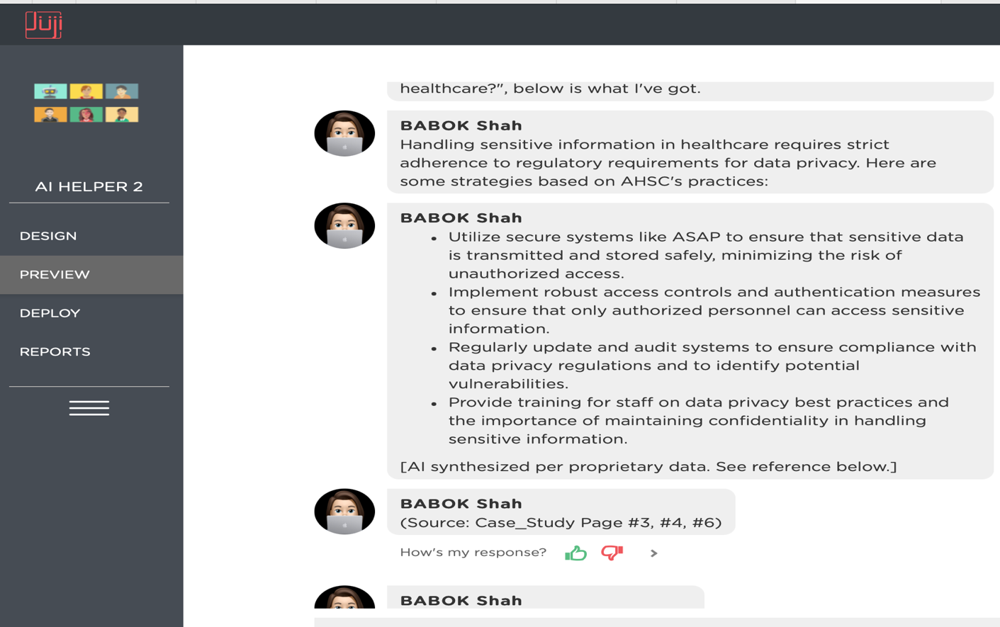 Juji
AI HELPER 2
DESIGN
PREVIEW
DEPLOY
REPORTS
healthcare?", below is what I've got.
BABOK Shah
Handling sensitive information in healthcare requires strict
adherence to regulatory requirements for data privacy. Here are
some strategies based on AHSC's practices:
BABOK Shah
• Utilize secure systems like ASAP to ensure that sensitive data
is transmitted and stored safely, minimizing the risk of
unauthorized access.
• Implement robust access controls and authentication measures
to ensure that only authorized personnel can access sensitive
information.
• Regularly update and audit systems to ensure compliance with
data privacy regulations and to identify potential
vulnerabilities.
• Provide training for staff on data privacy best practices and
the importance of maintaining confidentiality in handling
sensitive information.
[AI synthesized per proprietary data. See reference below.]
BABOK Shah
(Source: Case_Study Page #3, #4, #6)
How's my response?
BABOK Shah